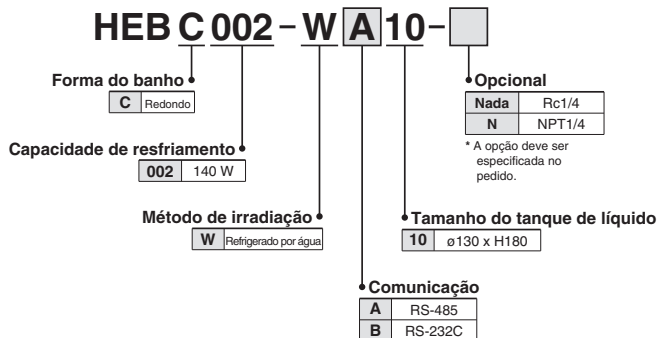 HEB C 002 - W A 10 -
Forma do banho
C Redondo
Opcional
Nada Rc1/4
N NPT1/4
* A opção deve ser
especificada no
pedido.
Capacidade de resfriamento
002 140 W
Método de irradiação
W Refrigerado por água
Tamanho do tanque de líquido
10 ø130 x H180
Comunicação
A RS-485
B RS-232C